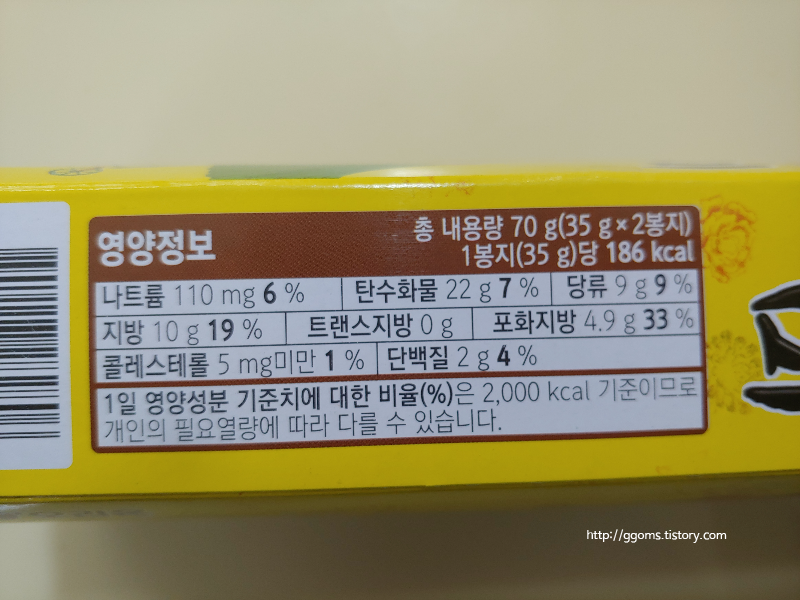 영양정보
총 내용량 70 g(35 g×2봉지)
1봉지(35 g)당 186 kcal
나트륨 110 mg 6 % 탄수화물 22 g 7 % 당류 9 g 9 %
지방 10 g 19 % 트랜스지방 0 g 포화지방 4.9 g 33 %
콜레스테롤 5 mg미만 1 % 단백질 2 g 4 %
1일 영양성분 기준치에 대한 비율(%)은 2,000 kcal 기준이므로
개인의 필요열량에 따라 다를 수 있습니다.
http://ggoms.tistory.com